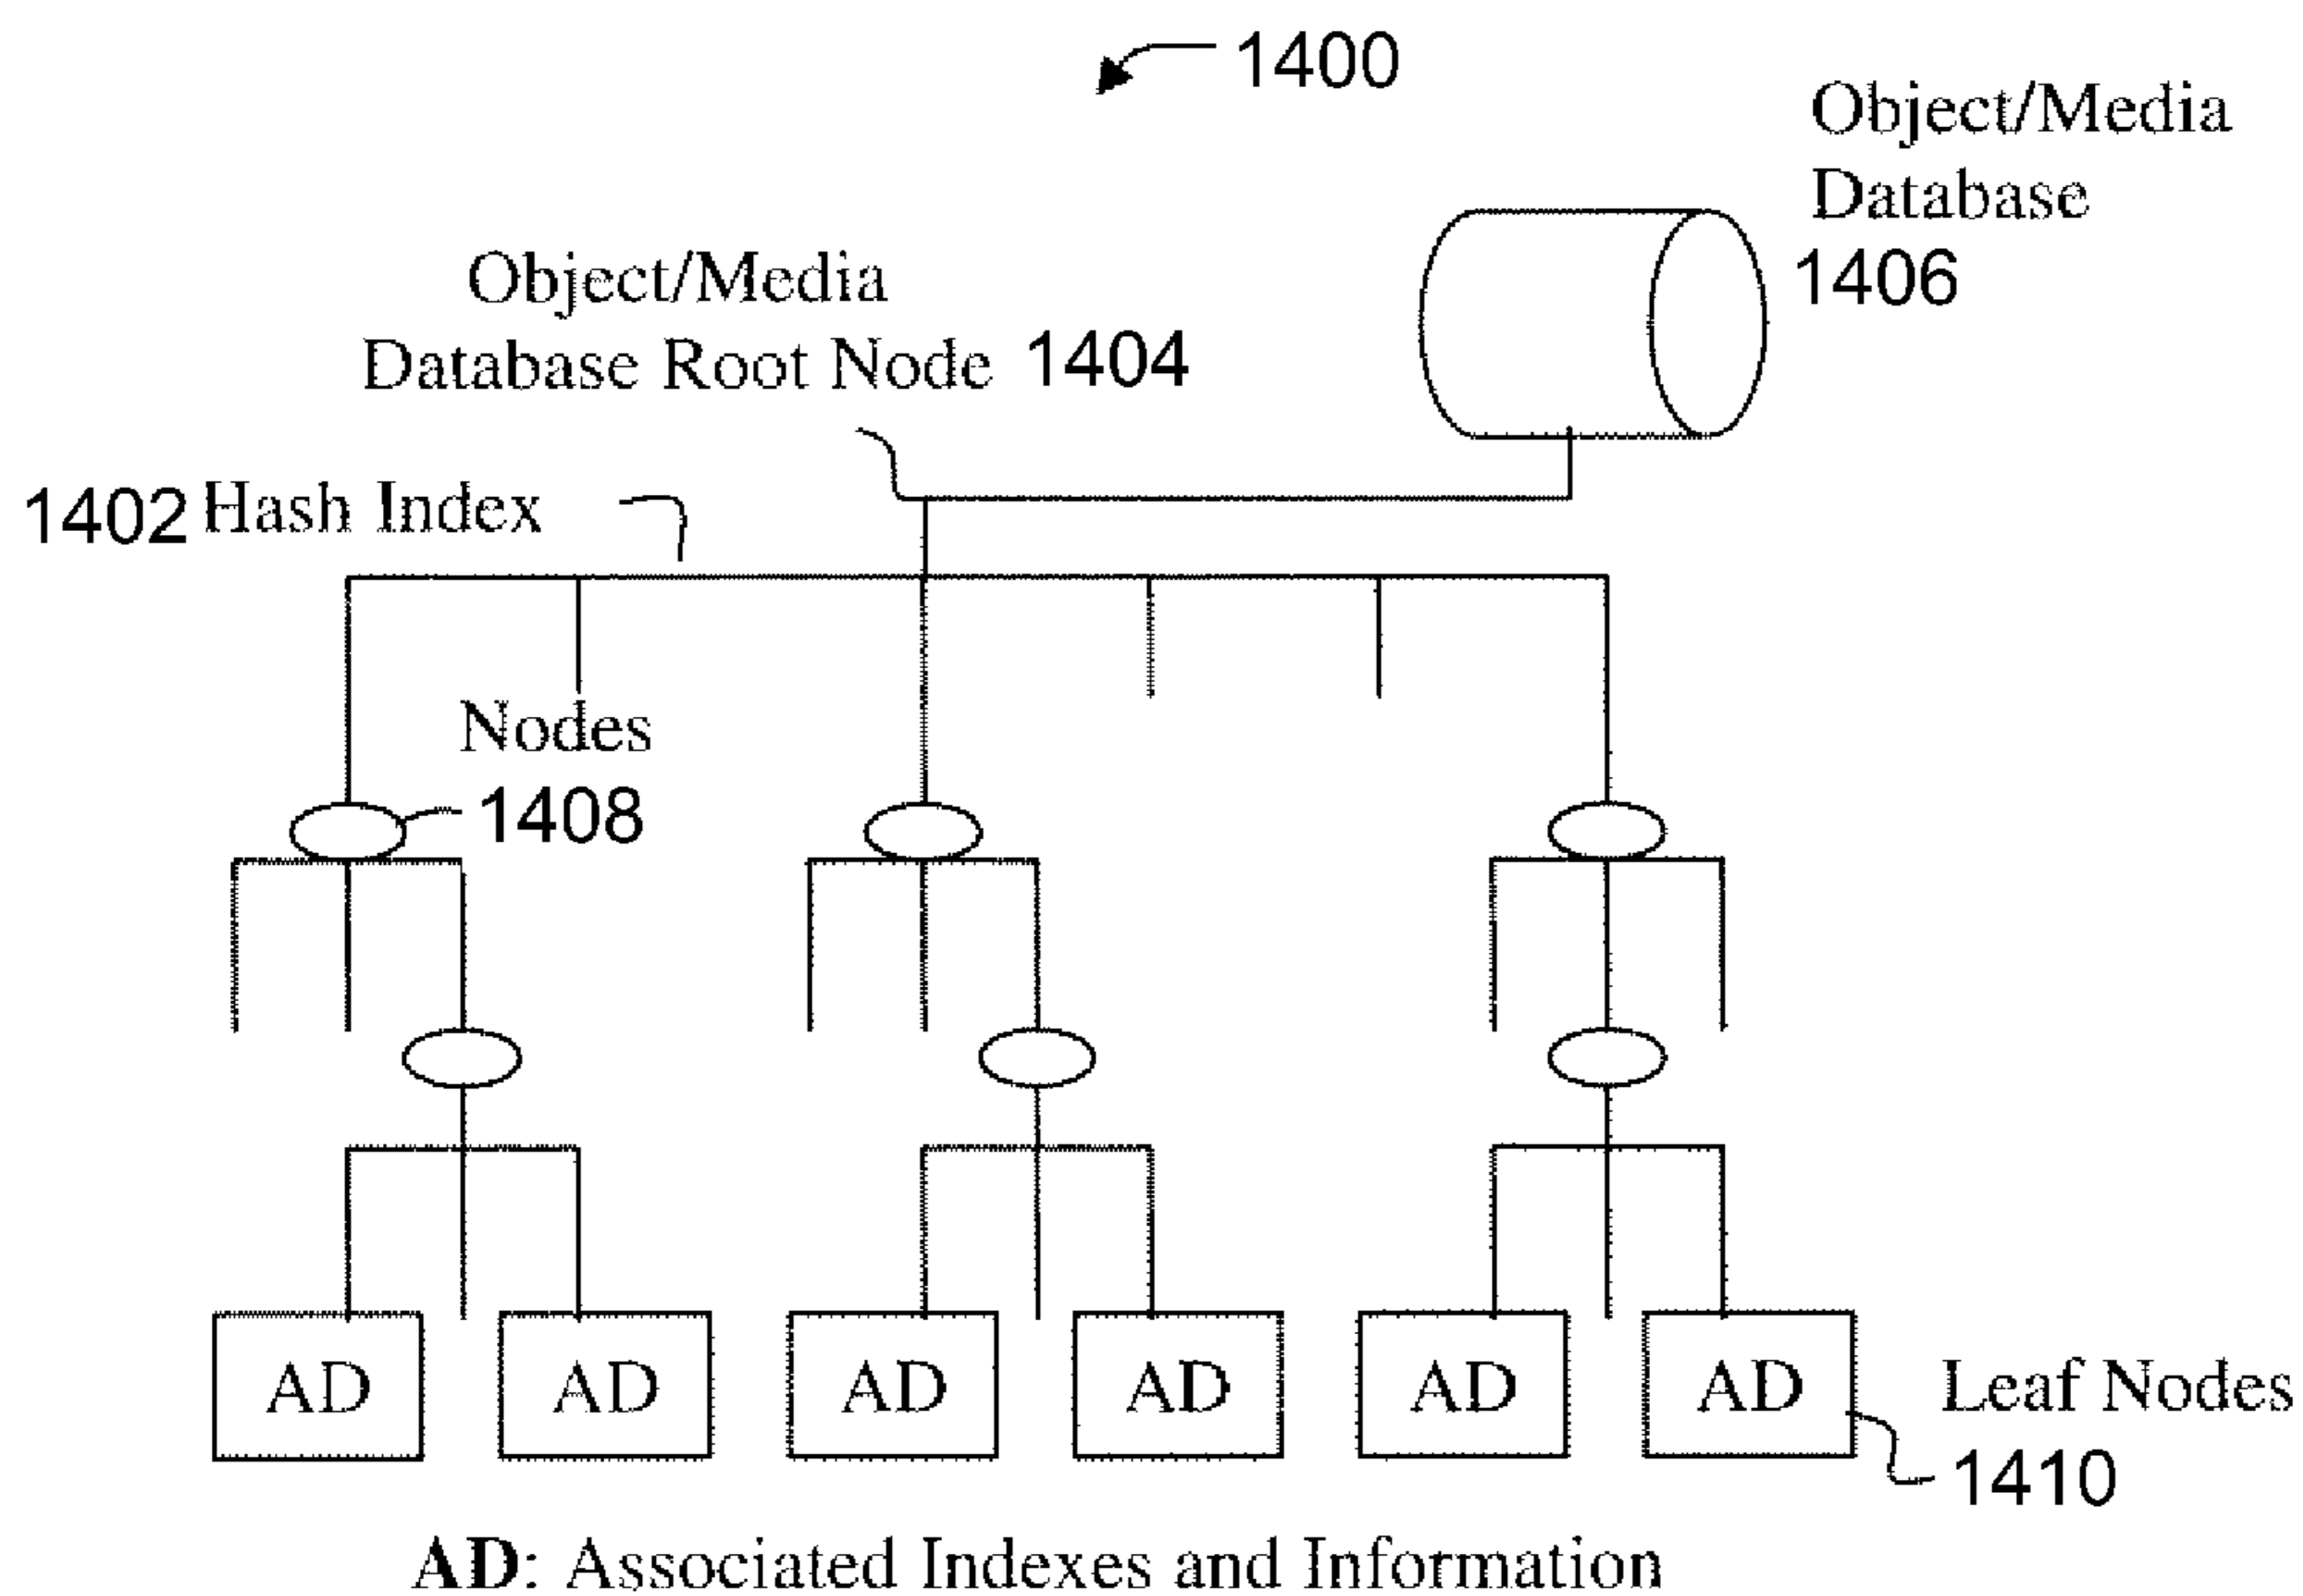 1400
Object/Media
Database
1406
Object/Media
Database Root Node 1404
1402 Hash Index
Nodes
1408
AD AD AD AD AD AD
Leaf Nodes
1410
AD: Associated Indexes and Information